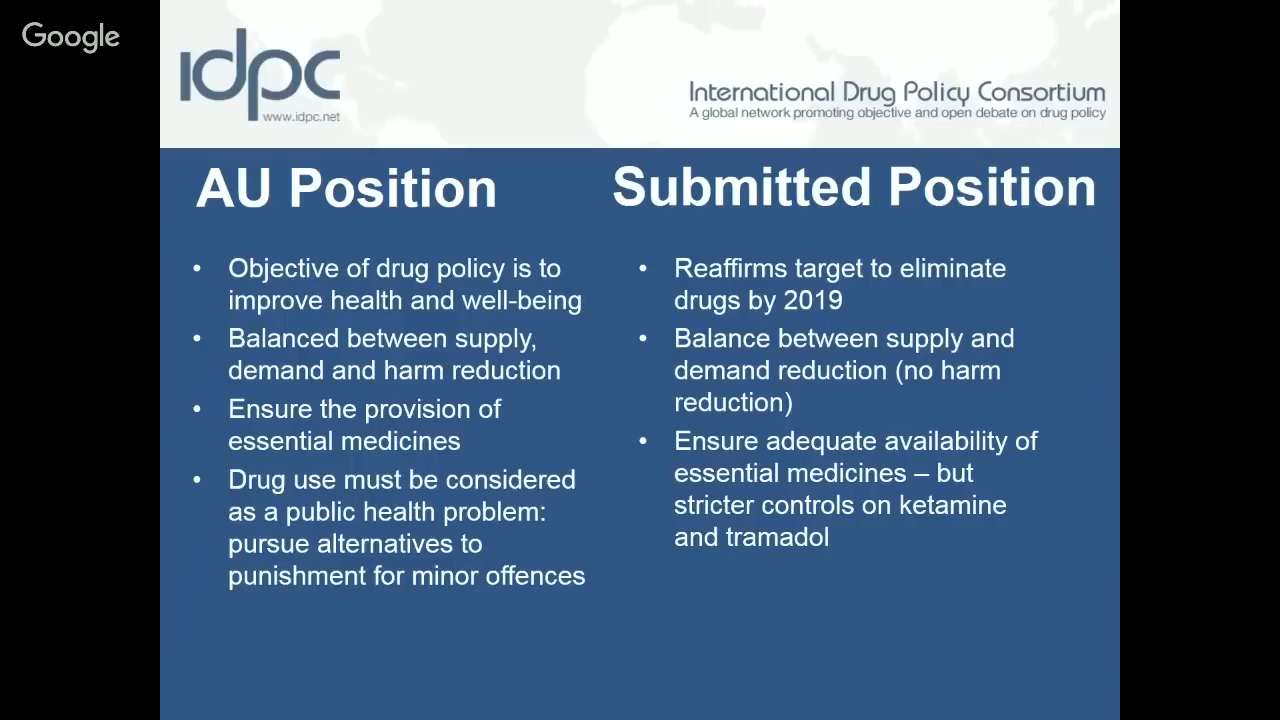 Google
idpc
www.idpc.net
International Drug Policy Consortium
A global network promoting objective and open debate on drug policy
AU Position
• Objective of drug policy is to
improve health and well-being
• Balanced between supply,
demand and harm reduction
• Ensure the provision of
essential medicines
• Drug use must be considered
as a public health problem:
pursue alternatives to
punishment for minor offences
Submitted Position
• Reaffirms target to eliminate
drugs by 2019
• Balance between supply and
demand reduction (no harm
reduction)
• Ensure adequate availability of
essential medicines – but
stricter controls on ketamine
and tramadol